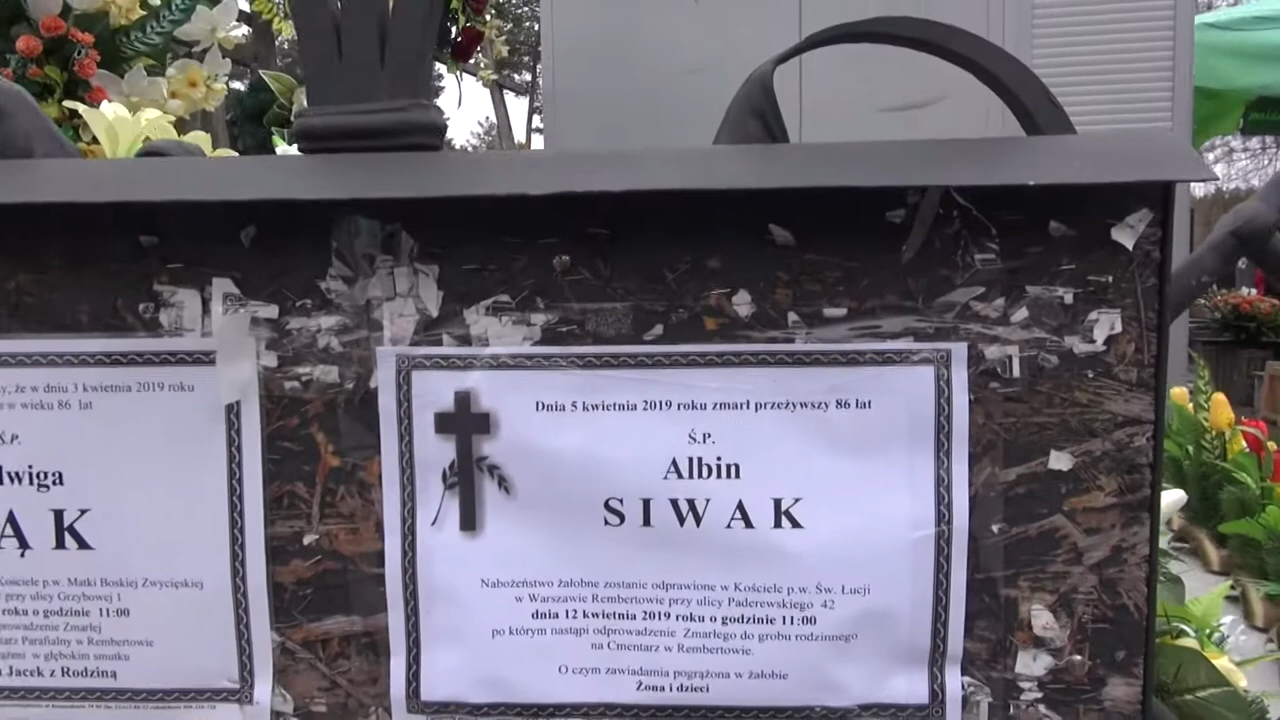 y, że w dniu 3 kwietnia 2019 roku
w wieku 86 lat
Ś.P.
dwiga
ĄK
Kościele p.w. Matki Boskiej Zwycięskiej
przy ulicy Grzybowej 1
roku o godzinie 11:00
prowadzenie Zmarłej
tarz Parafialny w Rembertowie
ążeni w głębokim smutku
Jacek z Rodziną
Dnia 5 kwietnia 2019 roku zmarł przeżywszy 86 lat
Ś.P.
Albin
SIWAK
Nabożeństwo żałobne zostanie odprawione w Kościele p.w. Św. Łucji
w Warszawie Rembertowie przy ulicy Paderewskiego 42
dnia 12 kwietnia 2019 roku o godzinie 11:00
po którym nastąpi odprowadzenie Zmarłego do grobu rodzinnego
na Cmentarz w Rembertowie.
O czym zawiadamia pogrążona w żałobie
Żona i dzieci